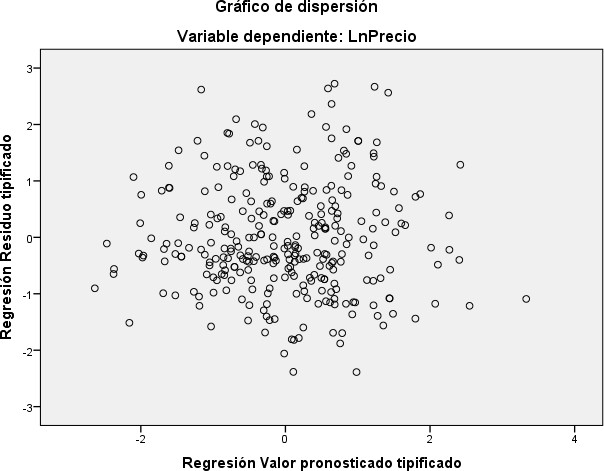 Gráfico de dispersión
Variable dependiente: LnPrecio
Regresión Residuo tipificado
3
2
1
0
-1
-2
-3
-2
0
2
4
Regresión Valor pronosticado tipificado